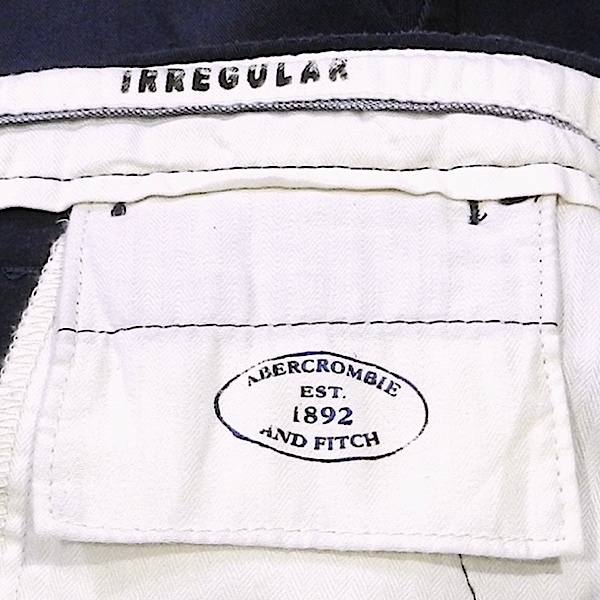 IRREGULAR
ABERCROMBIE
EST.
1892
AND FITCH